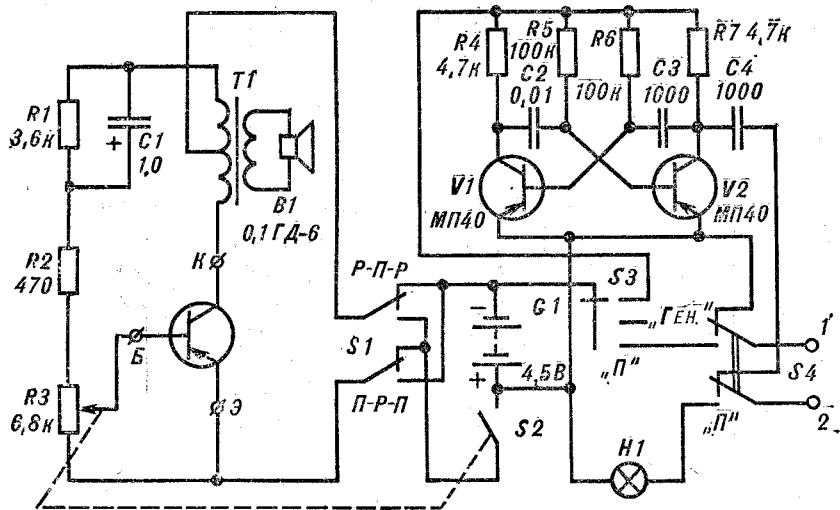 R1
3,6к
C1
1,0
T1
B1
0,1 ГД-6
R2
470
К
Б
Э
R3
6,8к
Р-П-Р
S1
П-Р-П
R4
4,7к
R5
100к
C2
0,01
R6
100к
C3
1000
R7 4,7к
C4
1000
V1
МП40
V2
МП40
S3
G1
4,5В
S2
„ГЕН.”
„П”
1
S4
2
„П”
H1
−
+
+